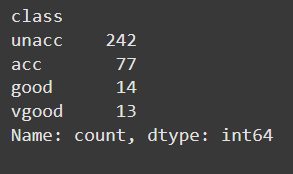 class
unacc    242
acc       77
good      14
vgood     13
Name: count, dtype: int64